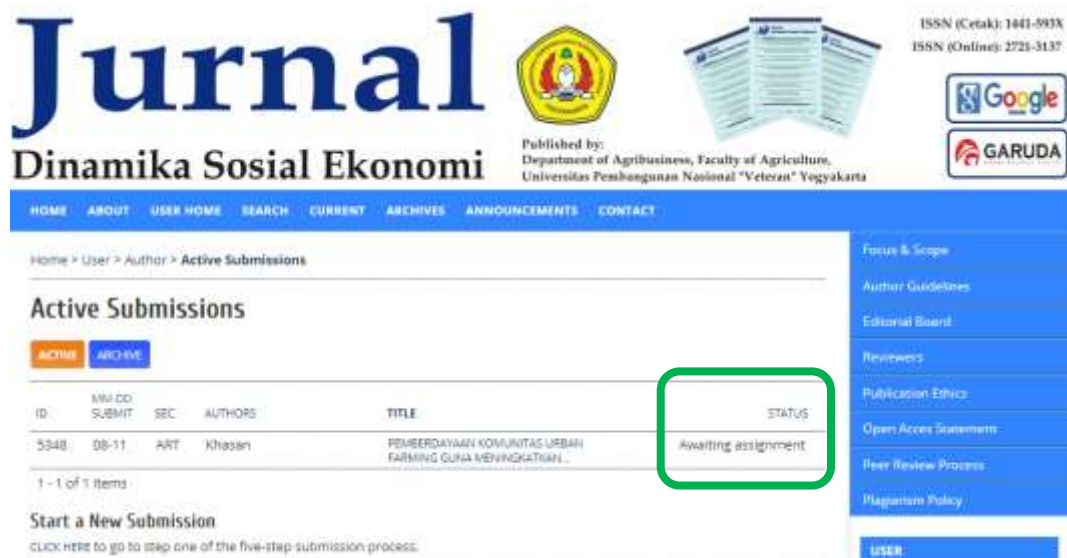 Jurnal
Dinamika Sosial Ekonomi
Published by:
Department of Agribusiness, Faculty of Agriculture,
Universitas Pembangunan Nasional "Veteran" Yogyakarta
ISSN (Cetak): 1441-593X
ISSN (Online): 2721-3137
Google
GARUDA
HOME ABOUT USER HOME SEARCH CURRENT ARCHIVES ANNOUNCEMENTS CONTACT
Home > User > Author > Active Submissions
Active Submissions
ACTIVE ARCHIVE
ID MM-DD SUBMIT SEC AUTHORS TITLE STATUS
5348 08-11 ART Khasan PEMBERDAYAAN KOMUNITAS URBAN FARMING GUNA MENINGKATKAN... Awaiting assignment
1 - 1 of 1 Items
Start a New Submission
CLICK HERE to go to step one of the five-step submission process.
Focus & Scope
Author Guidelines
Editorial Board
Reviewers
Publication Ethics
Open Acces Statement
Peer Review Process
Plagiarism Policy
USER